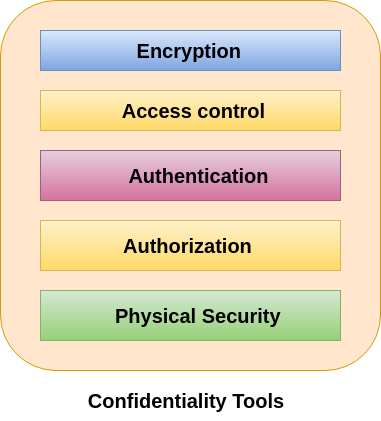 Encryption
Access control
Authentication
Authorization
Physical Security
Confidentiality Tools